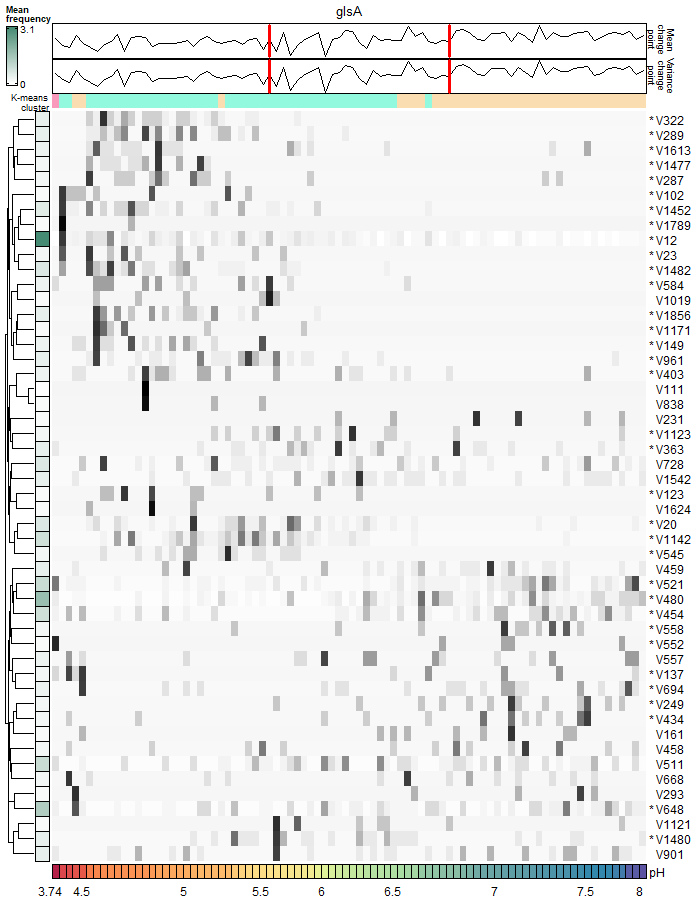 glsA
Mean
frequency
3.1
0
Mean
change
point
Variance
change
point
K-means
cluster
* V322
* V289
* V1613
* V1477
* V287
* V102
* V1452
* V1789
* V12
* V23
* V1482
* V584
V1019
* V1856
* V1171
* V149
* V961
* V403
V111
V838
V231
* V1123
* V363
V728
V1542
* V123
V1624
* V20
* V1142
* V545
V459
* V521
* V480
* V454
* V558
* V552
V557
* V137
* V694
* V249
* V434
V161
V458
V511
V668
V293
* V648
V1121
* V1480
V901
pH
3.74 4.5 5 5.5 6 6.5 7 7.5 8